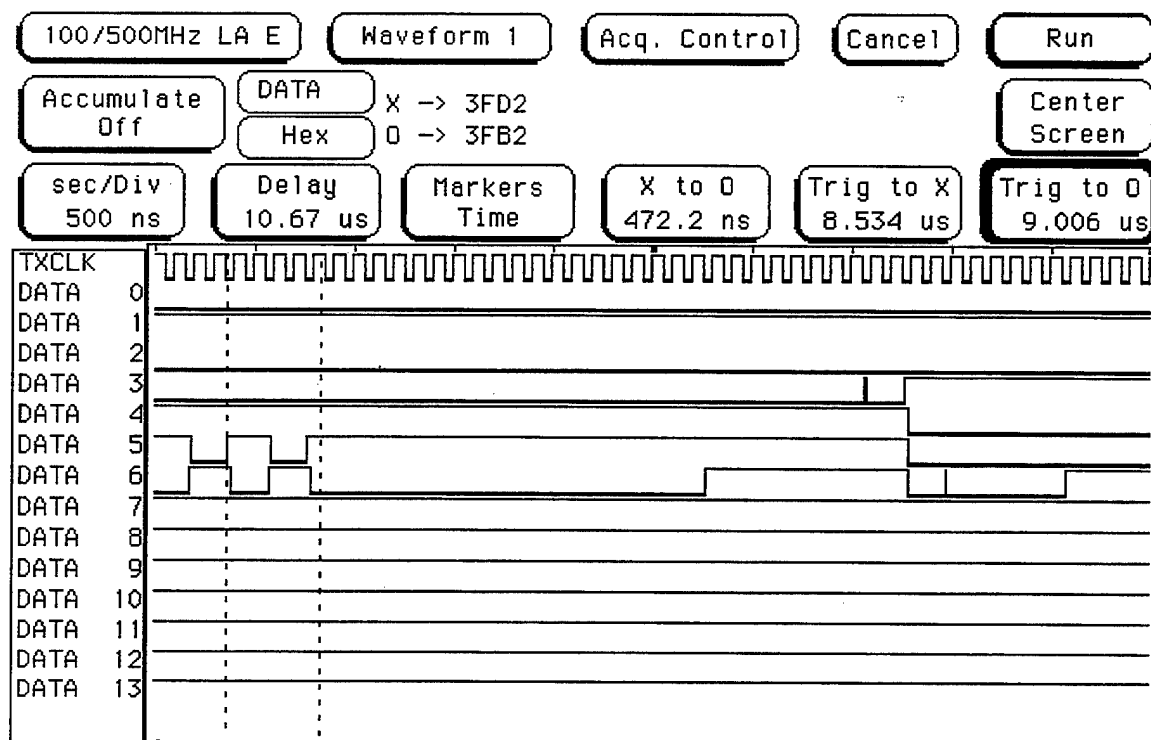 100/500MHz LA E Waveform 1 Acq. Control Cancel Run
Accumulate Off DATA X -> 3FD2 Center Screen
Hex O -> 3FB2
sec/Div 500 ns Delay 10.67 us Markers Time X to O 472.2 ns Trig to X 8.534 us Trig to O 9.006 us
TXCLK
DATA 0
DATA 1
DATA 2
DATA 3
DATA 4
DATA 5
DATA 6
DATA 7
DATA 8
DATA 9
DATA 10
DATA 11
DATA 12
DATA 13